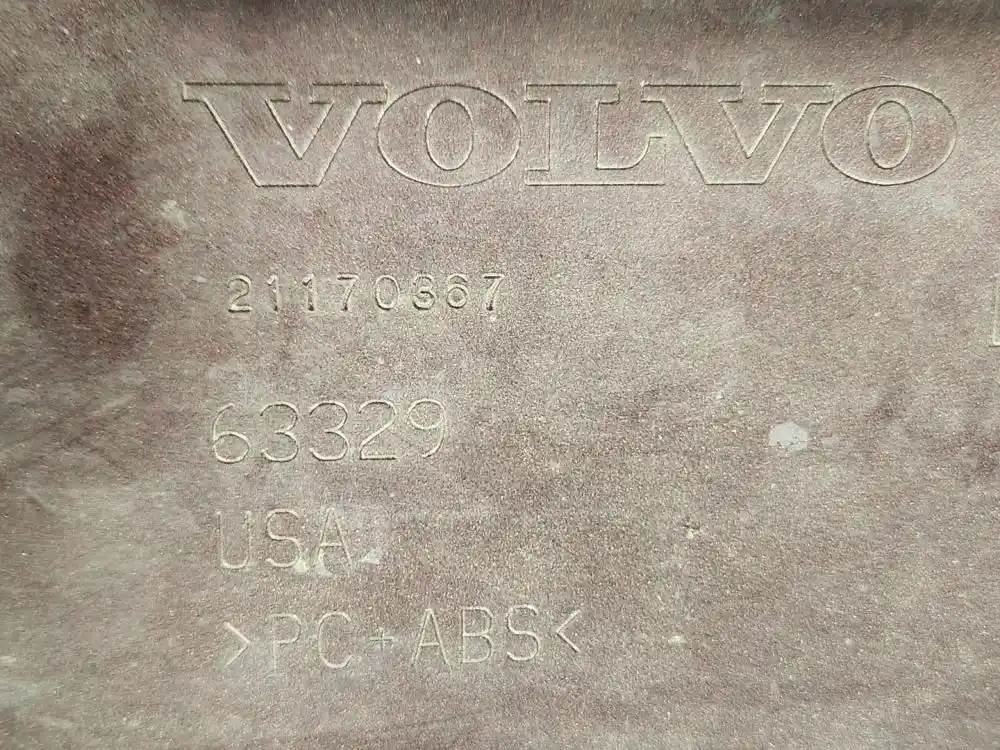 VOLVO
21170367
63329
USA
>PC+ABS<